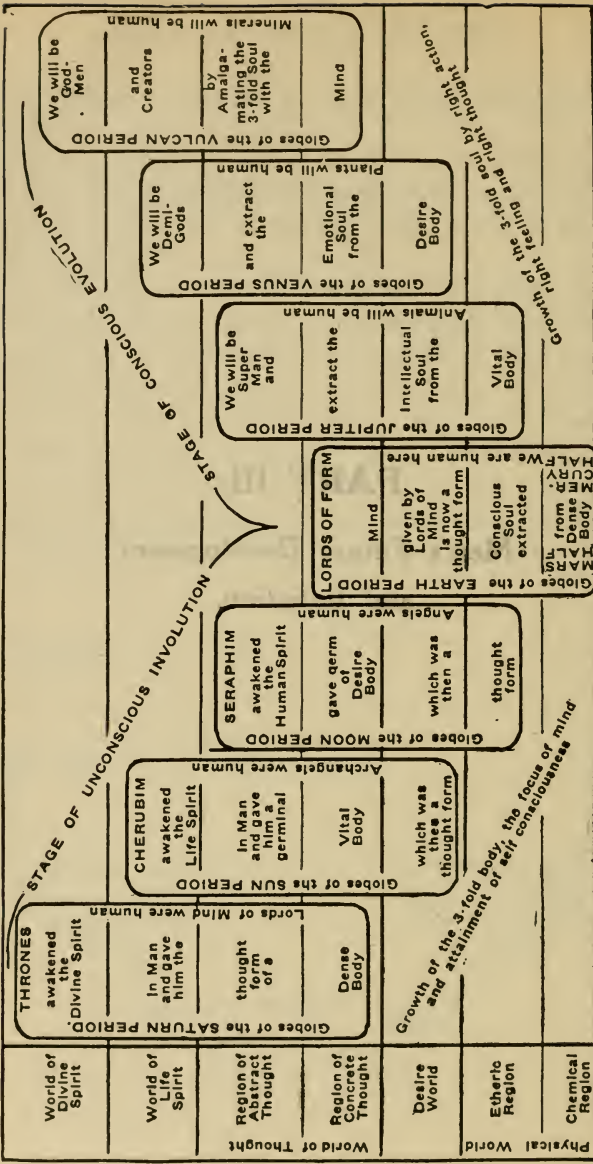 World of
Divine
Spirit
World of
Life
Spirit
Region of
Abstract
Thought
Region of
Concrete
Thought
World of Thought
Desire
World
Etheric
Region
Chemical
Region
Physical World
STAGE OF UNCONSCIOUS INVOLUTION
STAGE OF CONSCIOUS EVOLUTION
THRONES
awakened
the
Divine Spirit
In Man
and gave
him the
thought
form
of a
Dense
Body
Globes of the SATURN PERIOD.
Lords of Mind were human
CHERUBIM
awakened
the
Life Spirit
In Man
and gave
him a
germinal
Vital
Body
which was
then a
thought form
Globes of the SUN PERIOD
Archangels were human
SERAPHIM
awakened
the
Human Spirit
gave germ
of
Desire
Body
which was
then a
thought
form
Globes of the MOON PERIOD
Angels were human
LORDS OF FORM
Mind
given by
Lords of
Mind
is now a
thought form
Conscious
Soul
extracted
from
Dense
Body
MARS
HALF
MER-
CURY
HALF
Globes of the EARTH PERIOD
We are human here
We will be
Super
Man
and
extract the
Intellectual
Soul
from the
Vital
Body
Globes of the JUPITER PERIOD
Animals will be human
We will be
Demi-
Gods
and extract
the
Emotional
Soul
from the
Desire
Body
Globes of the VENUS PERIOD
Plants will be human
We will be
God-
Men
and
Creators
by
Amalga-
mating the
3-fold Soul
with the
Mind
Globes of the VULCAN PERIOD
Minerals will be human
Growth of the 3-fold body, the focus of mind
and attainment of self consciousness
Growth of the 3-fold soul by right action,
right feeling and right thought